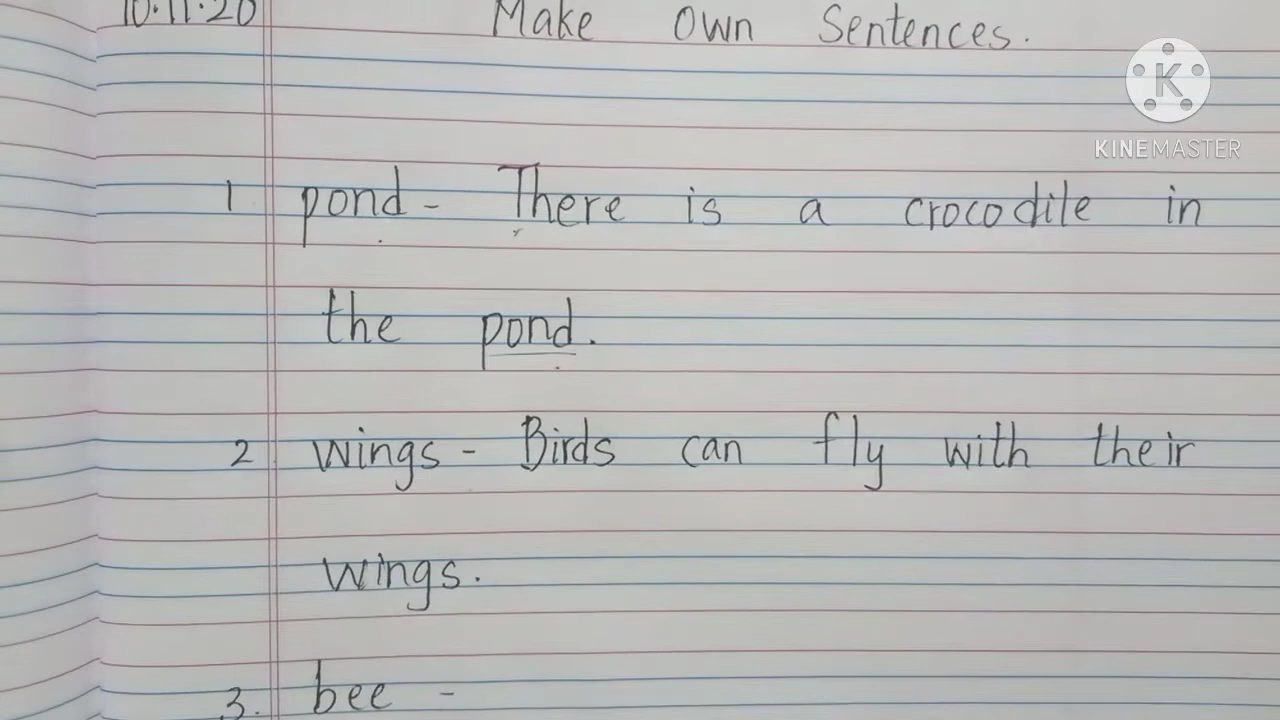 10.11.20 Make Own Sentences.
K
KINEMASTER
1 pond - There is a crocodile in
the pond.
2 wings - Birds can fly with their
wings.
3. bee -